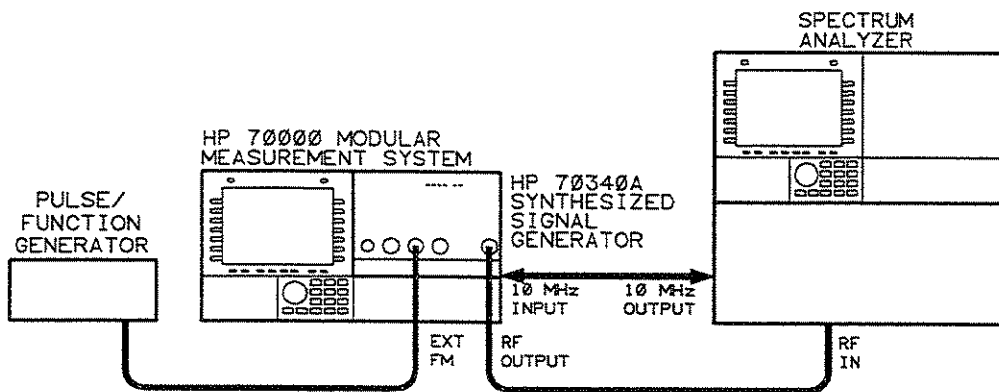 SPECTRUM
ANALYZER
HP 70000 MODULAR
MEASUREMENT SYSTEM
HP 70340A
SYNTHESIZED
SIGNAL
GENERATOR
PULSE/
FUNCTION
GENERATOR
10 MHz
INPUT
10 MHz
OUTPUT
EXT
FM
RF
OUTPUT
RF
IN